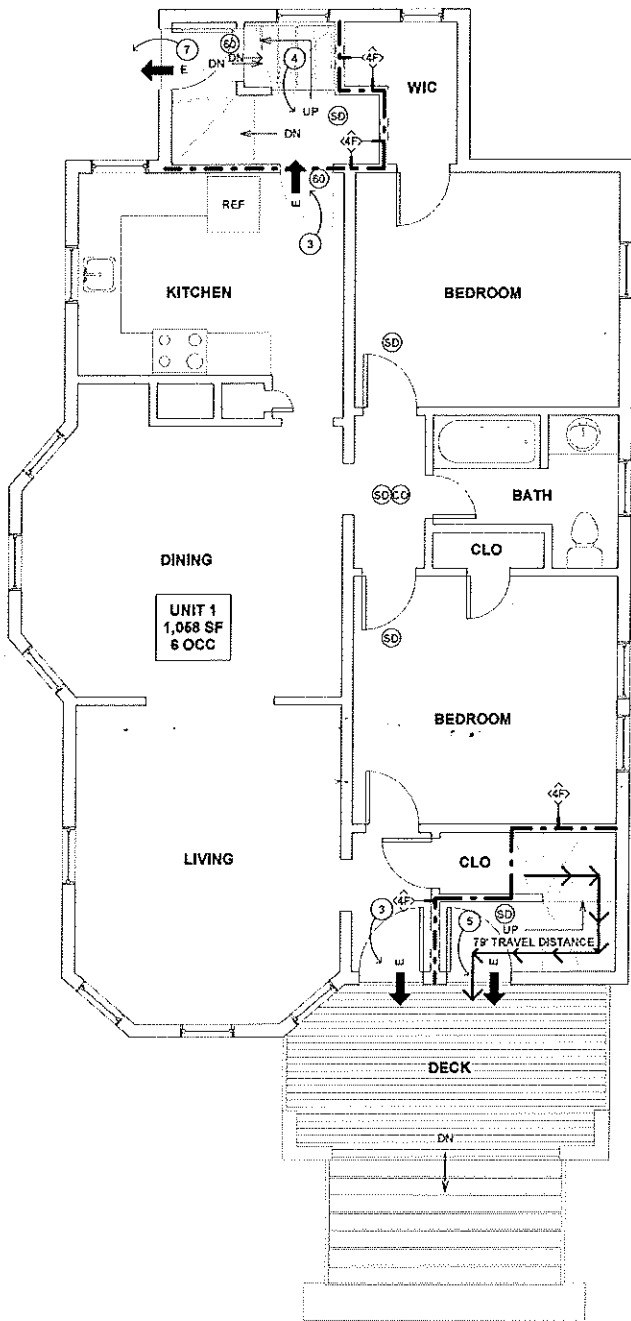 7
60
DN
E
DN
4
4F
WIC
UP
SD
DN
4F
60
REF
E
3
KITCHEN
BEDROOM
SD
SD CO
BATH
CLO
DINING
UNIT 1
1,058 SF
6 OCC
SD
BEDROOM
4F
LIVING
CLO
4F
3
5
SD
UP
79' TRAVEL DISTANCE
E
E
DECK
DN